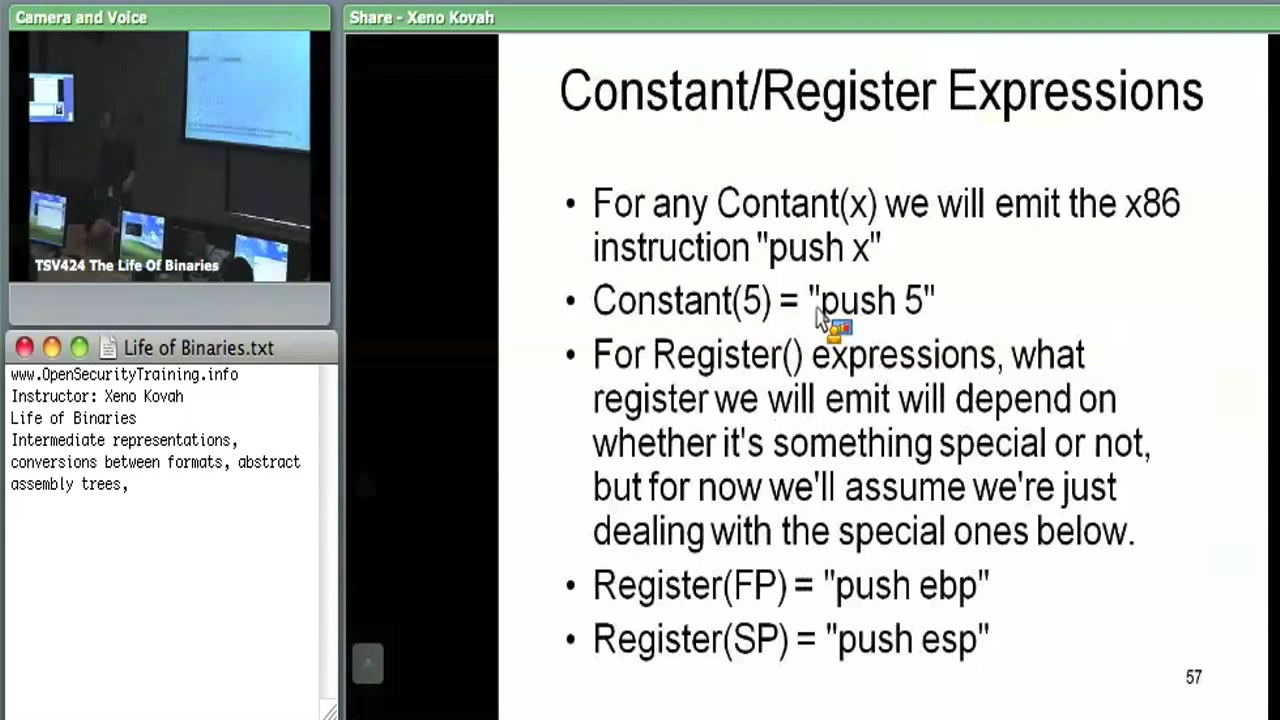 Camera and Voice
TSV424 The Life Of Binaries
Life of Binaries.txt
www.OpenSecurityTraining.info
Instructor: Xeno Kovah
Life of Binaries
Intermediate representations,
conversions between formats, abstract
assembly trees,
Share - Xeno Kovah
Constant/Register Expressions
• For any Contant(x) we will emit the x86
instruction "push x"
• Constant(5) = "push 5"
• For Register() expressions, what
register we will emit will depend on
whether it's something special or not,
but for now we'll assume we're just
dealing with the special ones below.
• Register(FP) = "push ebp"
• Register(SP) = "push esp"
57